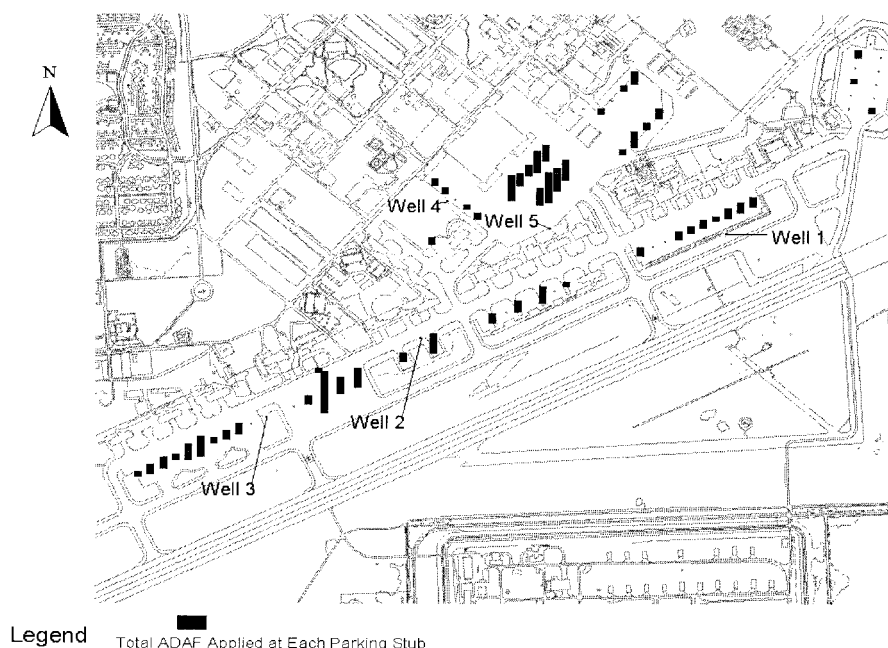 N
Well 4
Well 5
Well 1
Well 2
Well 3
Legend
Total ADAF Applied at Each Parking Stub